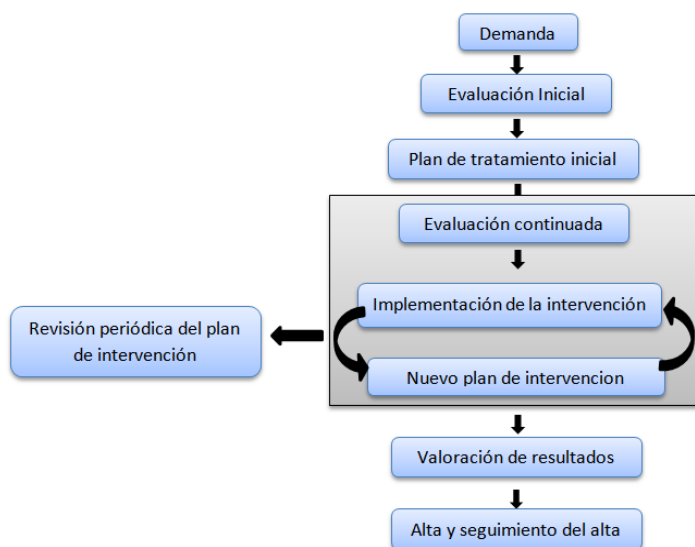 Demanda
Evaluación Inicial
Plan de tratamiento inicial
Evaluación continuada
Implementación de la intervención
Revisión periódica del plan
de intervención
Nuevo plan de intervencion
Valoración de resultados
Alta y seguimiento del alta